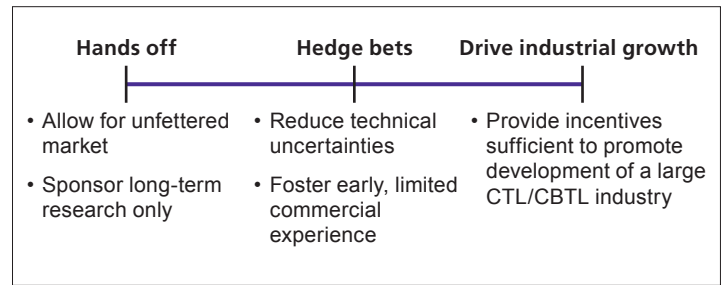 Hands off
Hedge bets
Drive industrial growth
• Allow for unfettered
market
• Sponsor long-term
research only
• Reduce technical
uncertainties
• Foster early, limited
commercial
experience
• Provide incentives
sufficient to promote
development of a large
CTL/CBTL industry